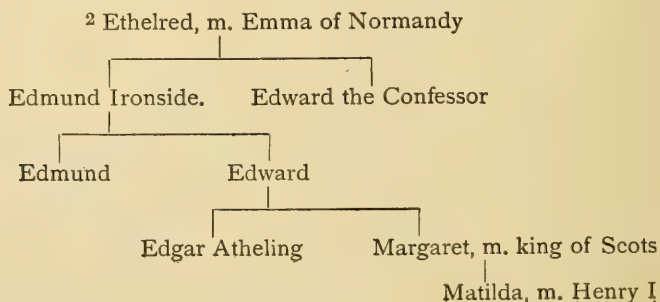 2 Ethelred, m. Emma of Normandy
Edmund Ironside. Edward the Confessor
Edmund Edward
Edgar Atheling Margaret, m. king of Scots
Matilda, m. Henry I